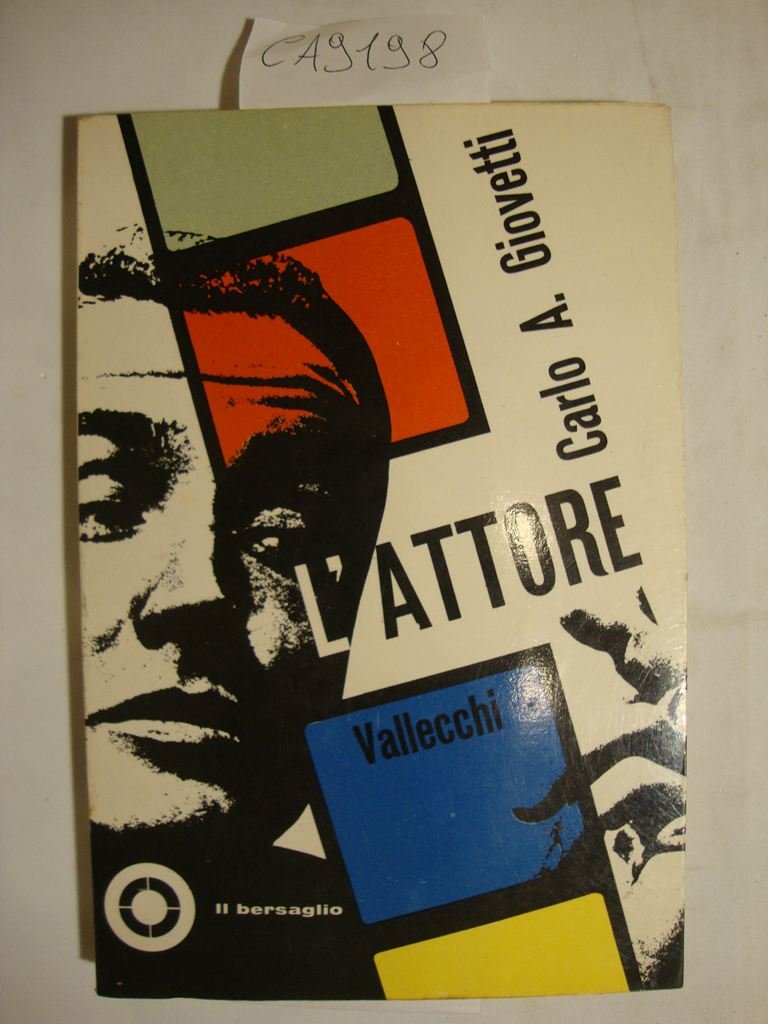 CA9198
Carlo A. Giovetti
L'ATTORE
Vallecchi
Il bersaglio